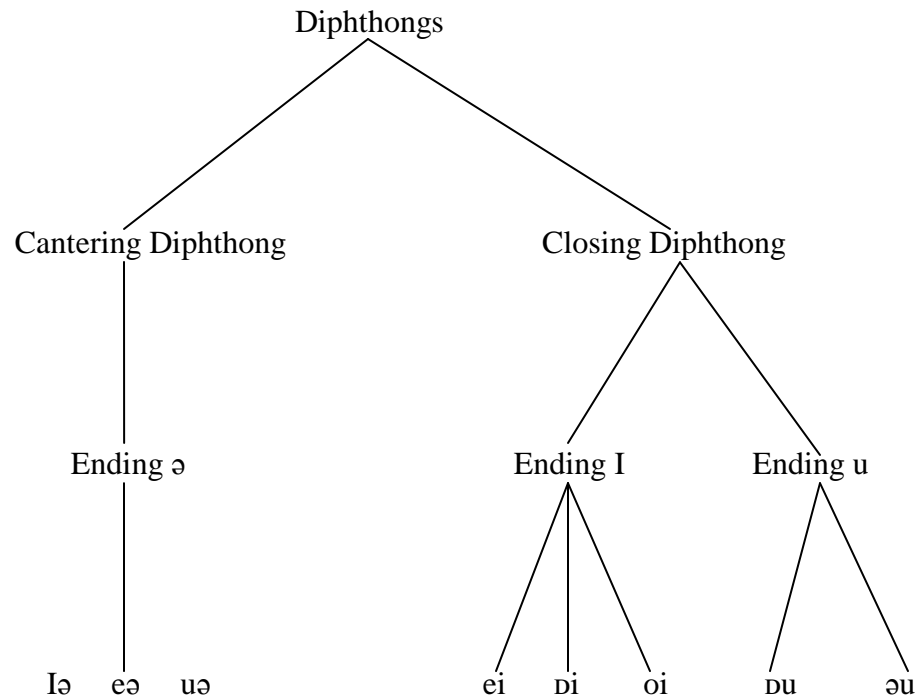 Diphthongs
Cantering Diphthong Closing Diphthong
Ending ə Ending I Ending u
Iə eə uə ei ɒi oi ɒu əu